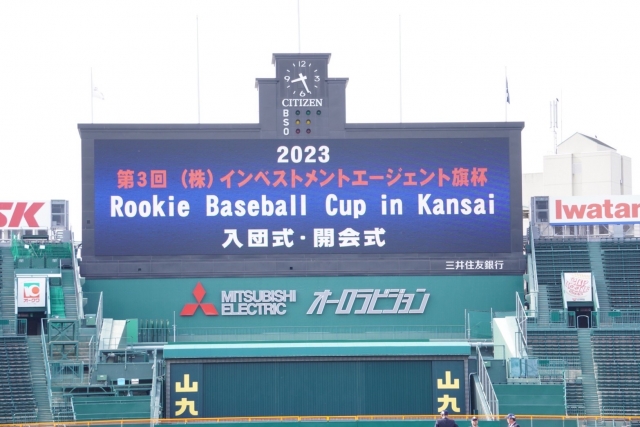 12
CITIZEN
B
S
O
2023
第3回 (株)インベストメントエージェント旗杯
Rookie Baseball Cup in Kansai
入団式・開会式
三井住友銀行
SK
Iwatan
MITSUBISHI
ELECTRIC
オーロラビジョン
山九
山九